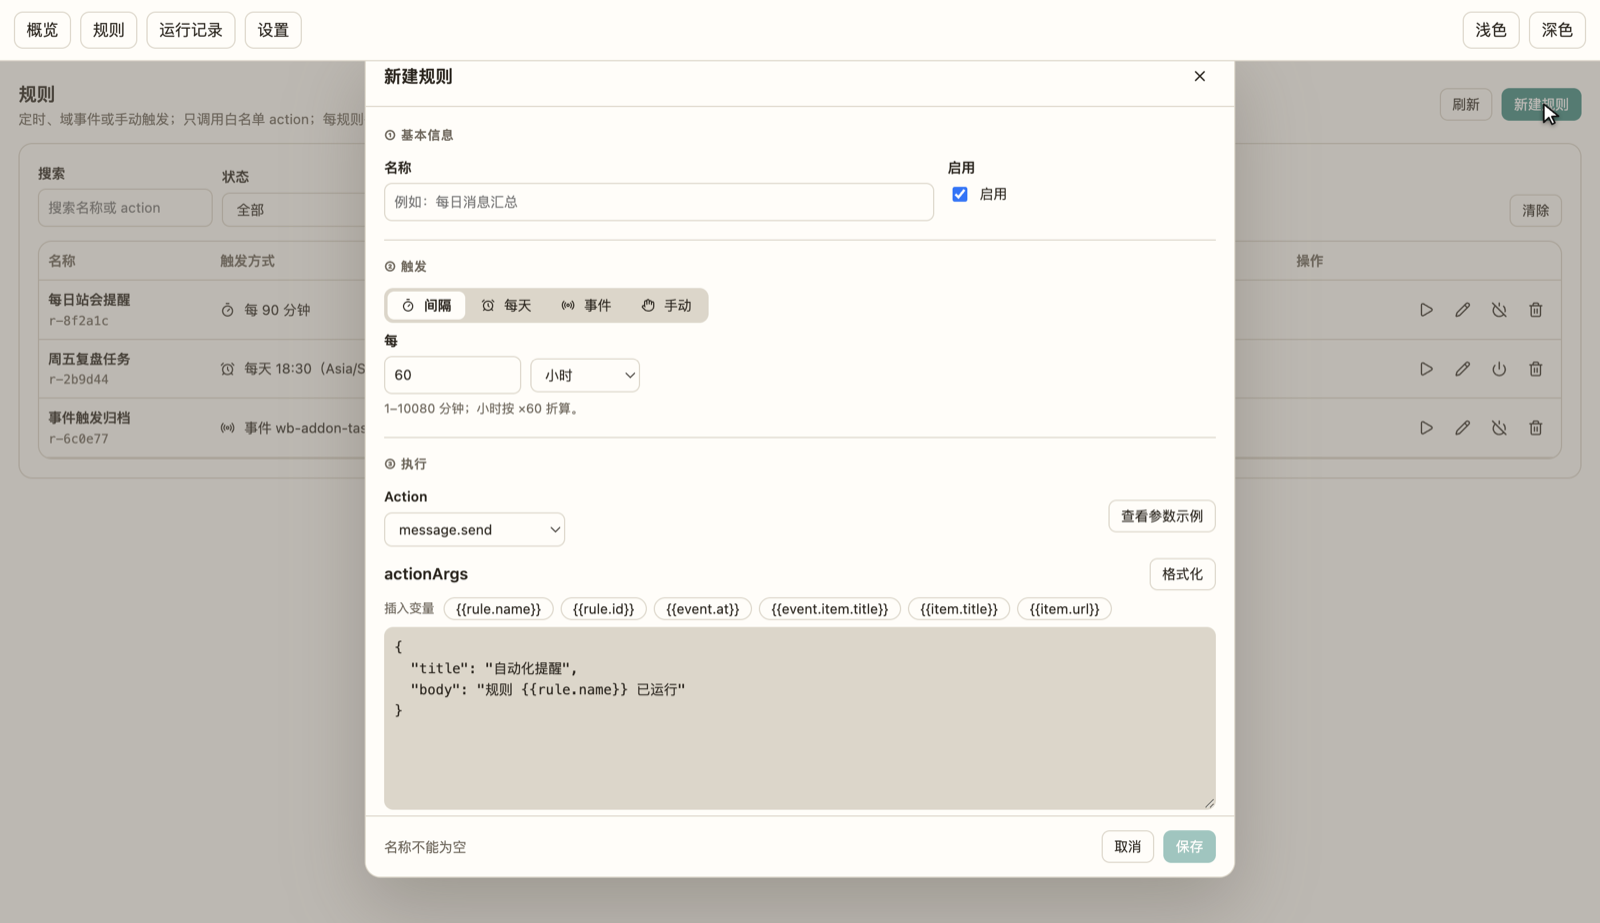 概览 规则 运行记录 设置 浅色 深色
规则
定时、域事件或手动触发；只调用白名单 action；每规则
刷新 新建规则
搜索
搜索名称或 action
状态
全部
清除
名称 触发方式 操作
每日站会提醒
r-8f2a1c
每 90 分钟
周五复盘任务
r-2b9d44
每天 18:30（Asia/S
事件触发归档
r-6c0e77
事件 wb-addon-tas
新建规则
① 基本信息
名称
例如：每日消息汇总
启用
启用
② 触发
间隔 每天 事件 手动
每
60 小时
1–10080 分钟；小时按 ×60 折算。
③ 执行
Action
message.send
查看参数示例
actionArgs
格式化
插入变量 {{rule.name}} {{rule.id}} {{event.at}} {{event.item.title}} {{item.title}} {{item.url}}
{
"title": "自动化提醒",
"body": "规则 {{rule.name}} 已运行"
}
名称不能为空
取消 保存